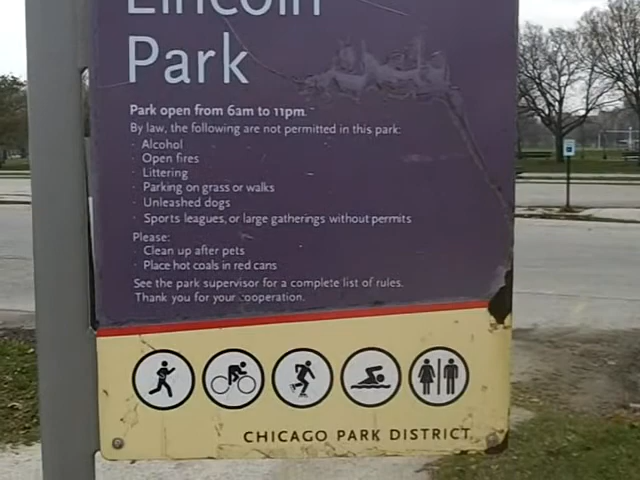 Lincoln
Park
Park open from 6am to 11pm.
By law, the following are not permitted in this park:
· Alcohol
· Open fires
· Littering
· Parking on grass or walks
· Unleashed dogs
· Sports leagues, or large gatherings without permits
Please:
· Clean up after pets
· Place hot coals in red cans
See the park supervisor for a complete list of rules.
Thank you for your cooperation.
CHICAGO PARK DISTRICT